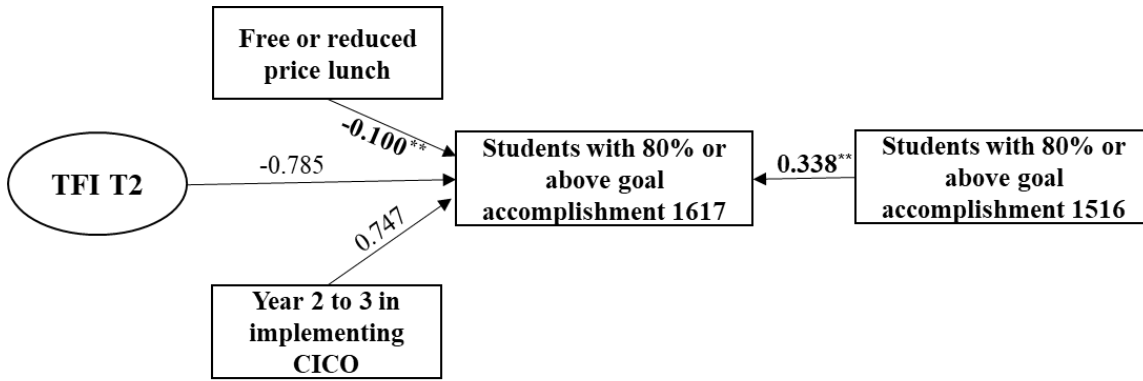 Free or reduced
price lunch
-0.100**
TFI T2
-0.785
Students with 80% or
above goal
accomplishment 1617
0.338**
Students with 80% or
above goal
accomplishment 1516
0.747
Year 2 to 3 in
implementing
CICO